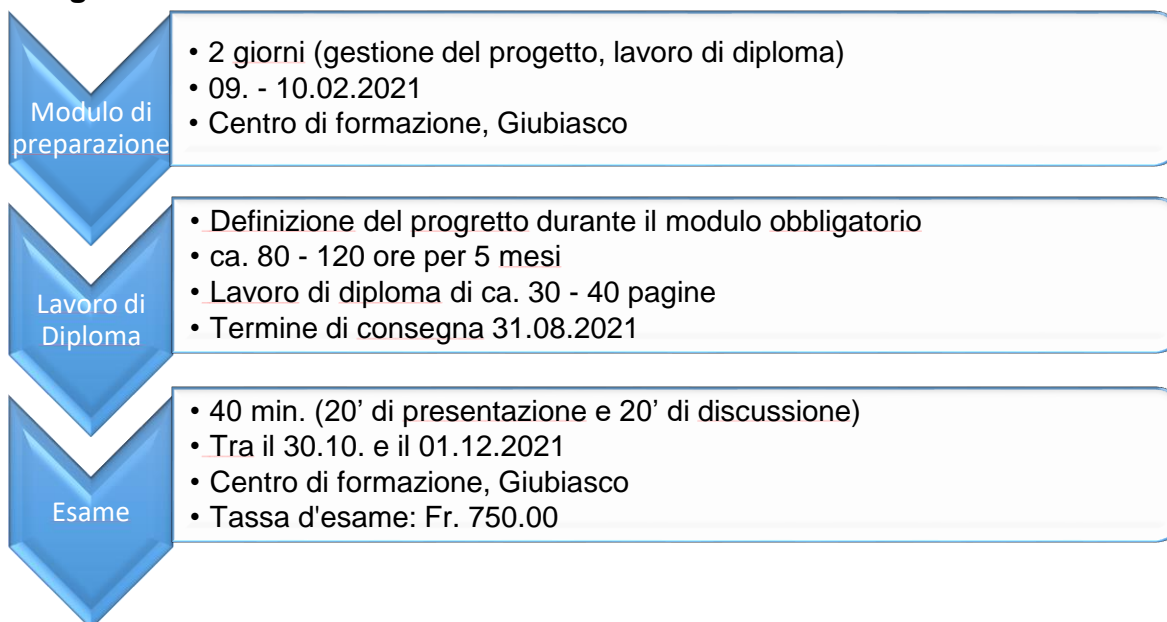 Modulo di
preparazione
• 2 giorni (gestione del progetto, lavoro di diploma)
• 09. - 10.02.2021
• Centro di formazione, Giubiasco
Lavoro di
Diploma
• Definizione del progretto durante il modulo obbligatorio
• ca. 80 - 120 ore per 5 mesi
• Lavoro di diploma di ca. 30 - 40 pagine
• Termine di consegna 31.08.2021
Esame
• 40 min. (20’ di presentazione e 20’ di discussione)
• Tra il 30.10. e il 01.12.2021
• Centro di formazione, Giubiasco
• Tassa d'esame: Fr. 750.00